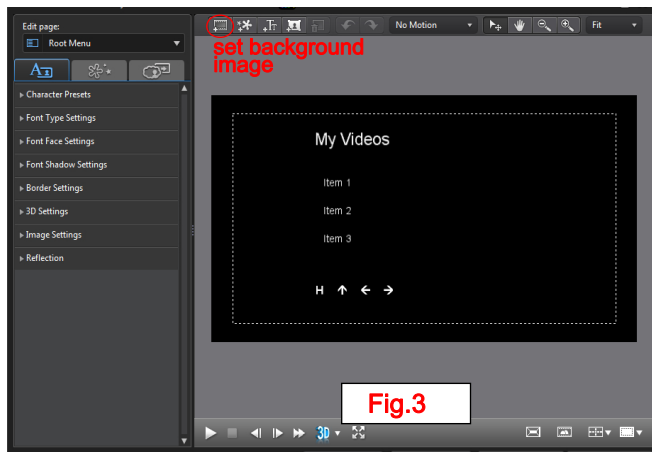 Edit page:
Root Menu
No Motion
Fit
set background
image
Character Presets
Font Type Settings
Font Face Settings
Font Shadow Settings
Border Settings
3D Settings
Image Settings
Reflection
My Videos
Item 1
Item 2
Item 3
H
Fig.3
3D